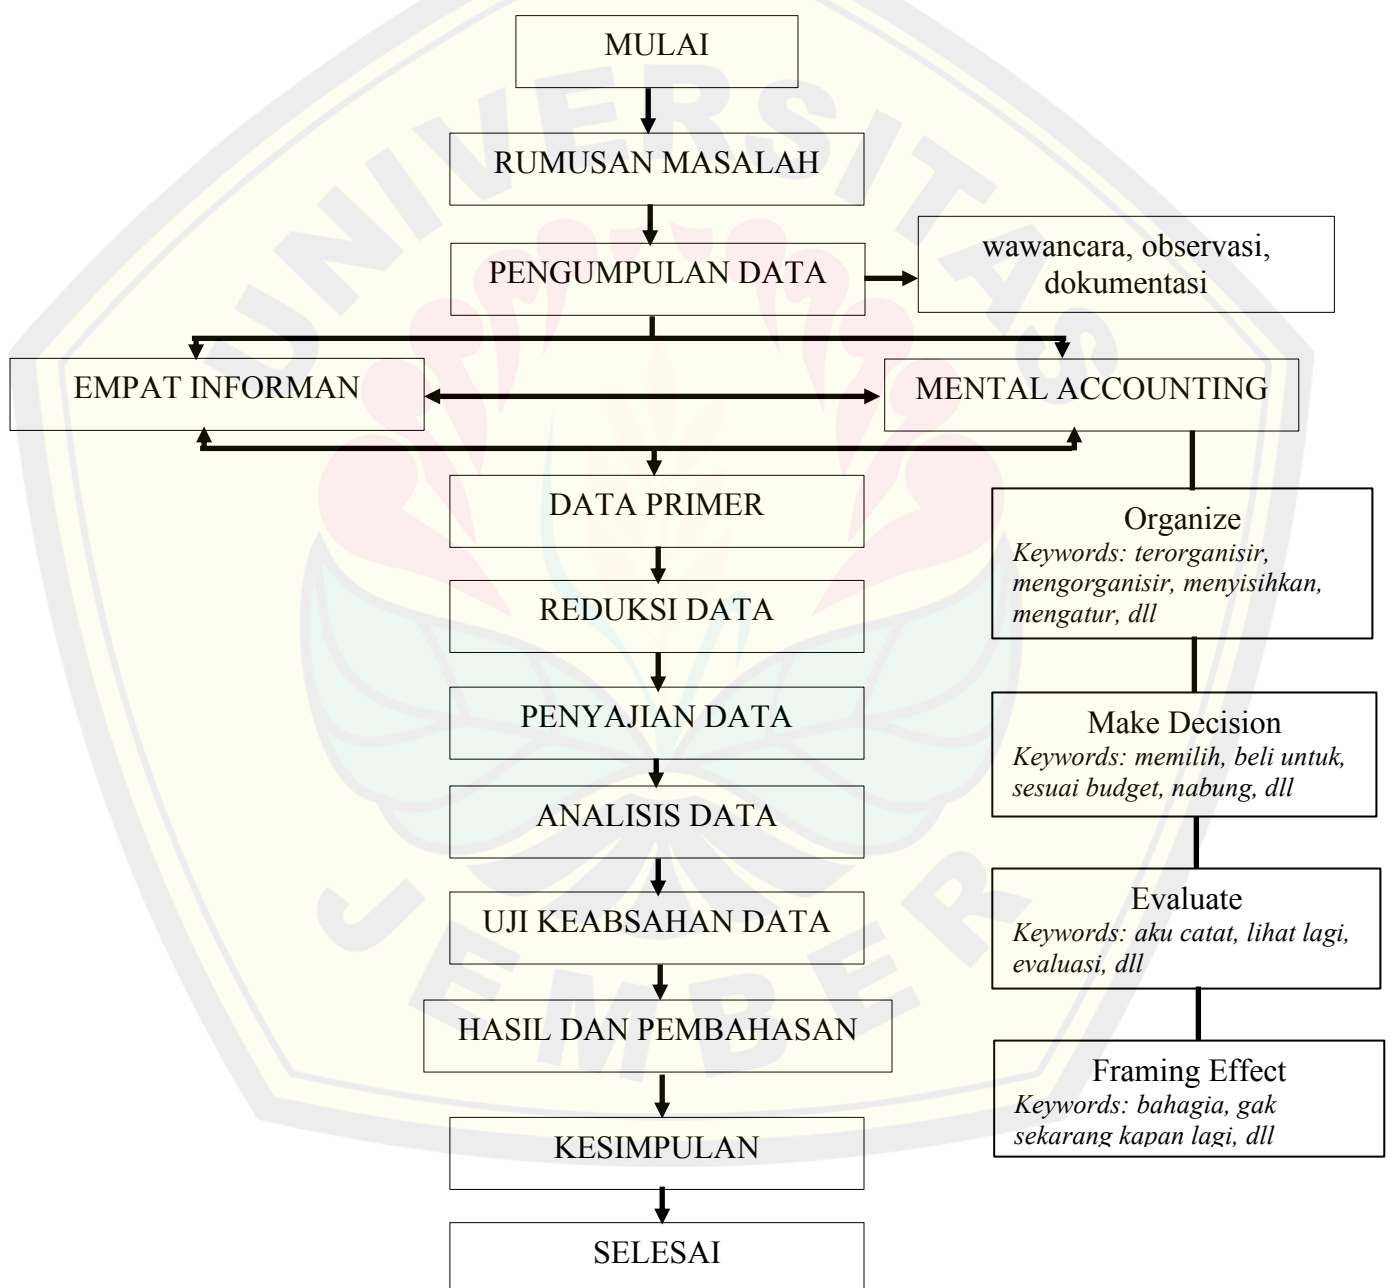 MULAI
RUMUSAN MASALAH
PENGUMPULAN DATA
wawancara, observasi,
dokumentasi
EMPAT INFORMAN
MENTAL ACCOUNTING
DATA PRIMER
REDUKSI DATA
PENYAJIAN DATA
ANALISIS DATA
UJI KEABSAHAN DATA
HASIL DAN PEMBAHASAN
KESIMPULAN
SELESAI
Organize
Keywords: terorganisir,
mengorganisir, menyisihkan,
mengatur, dll
Make Decision
Keywords: memilih, beli untuk,
sesuai budget, nabung, dll
Evaluate
Keywords: aku catat, lihat lagi,
evaluasi, dll
Framing Effect
Keywords: bahagia, gak
sekarang kapan lagi, dll
UNIVERSITAS
JEMBER